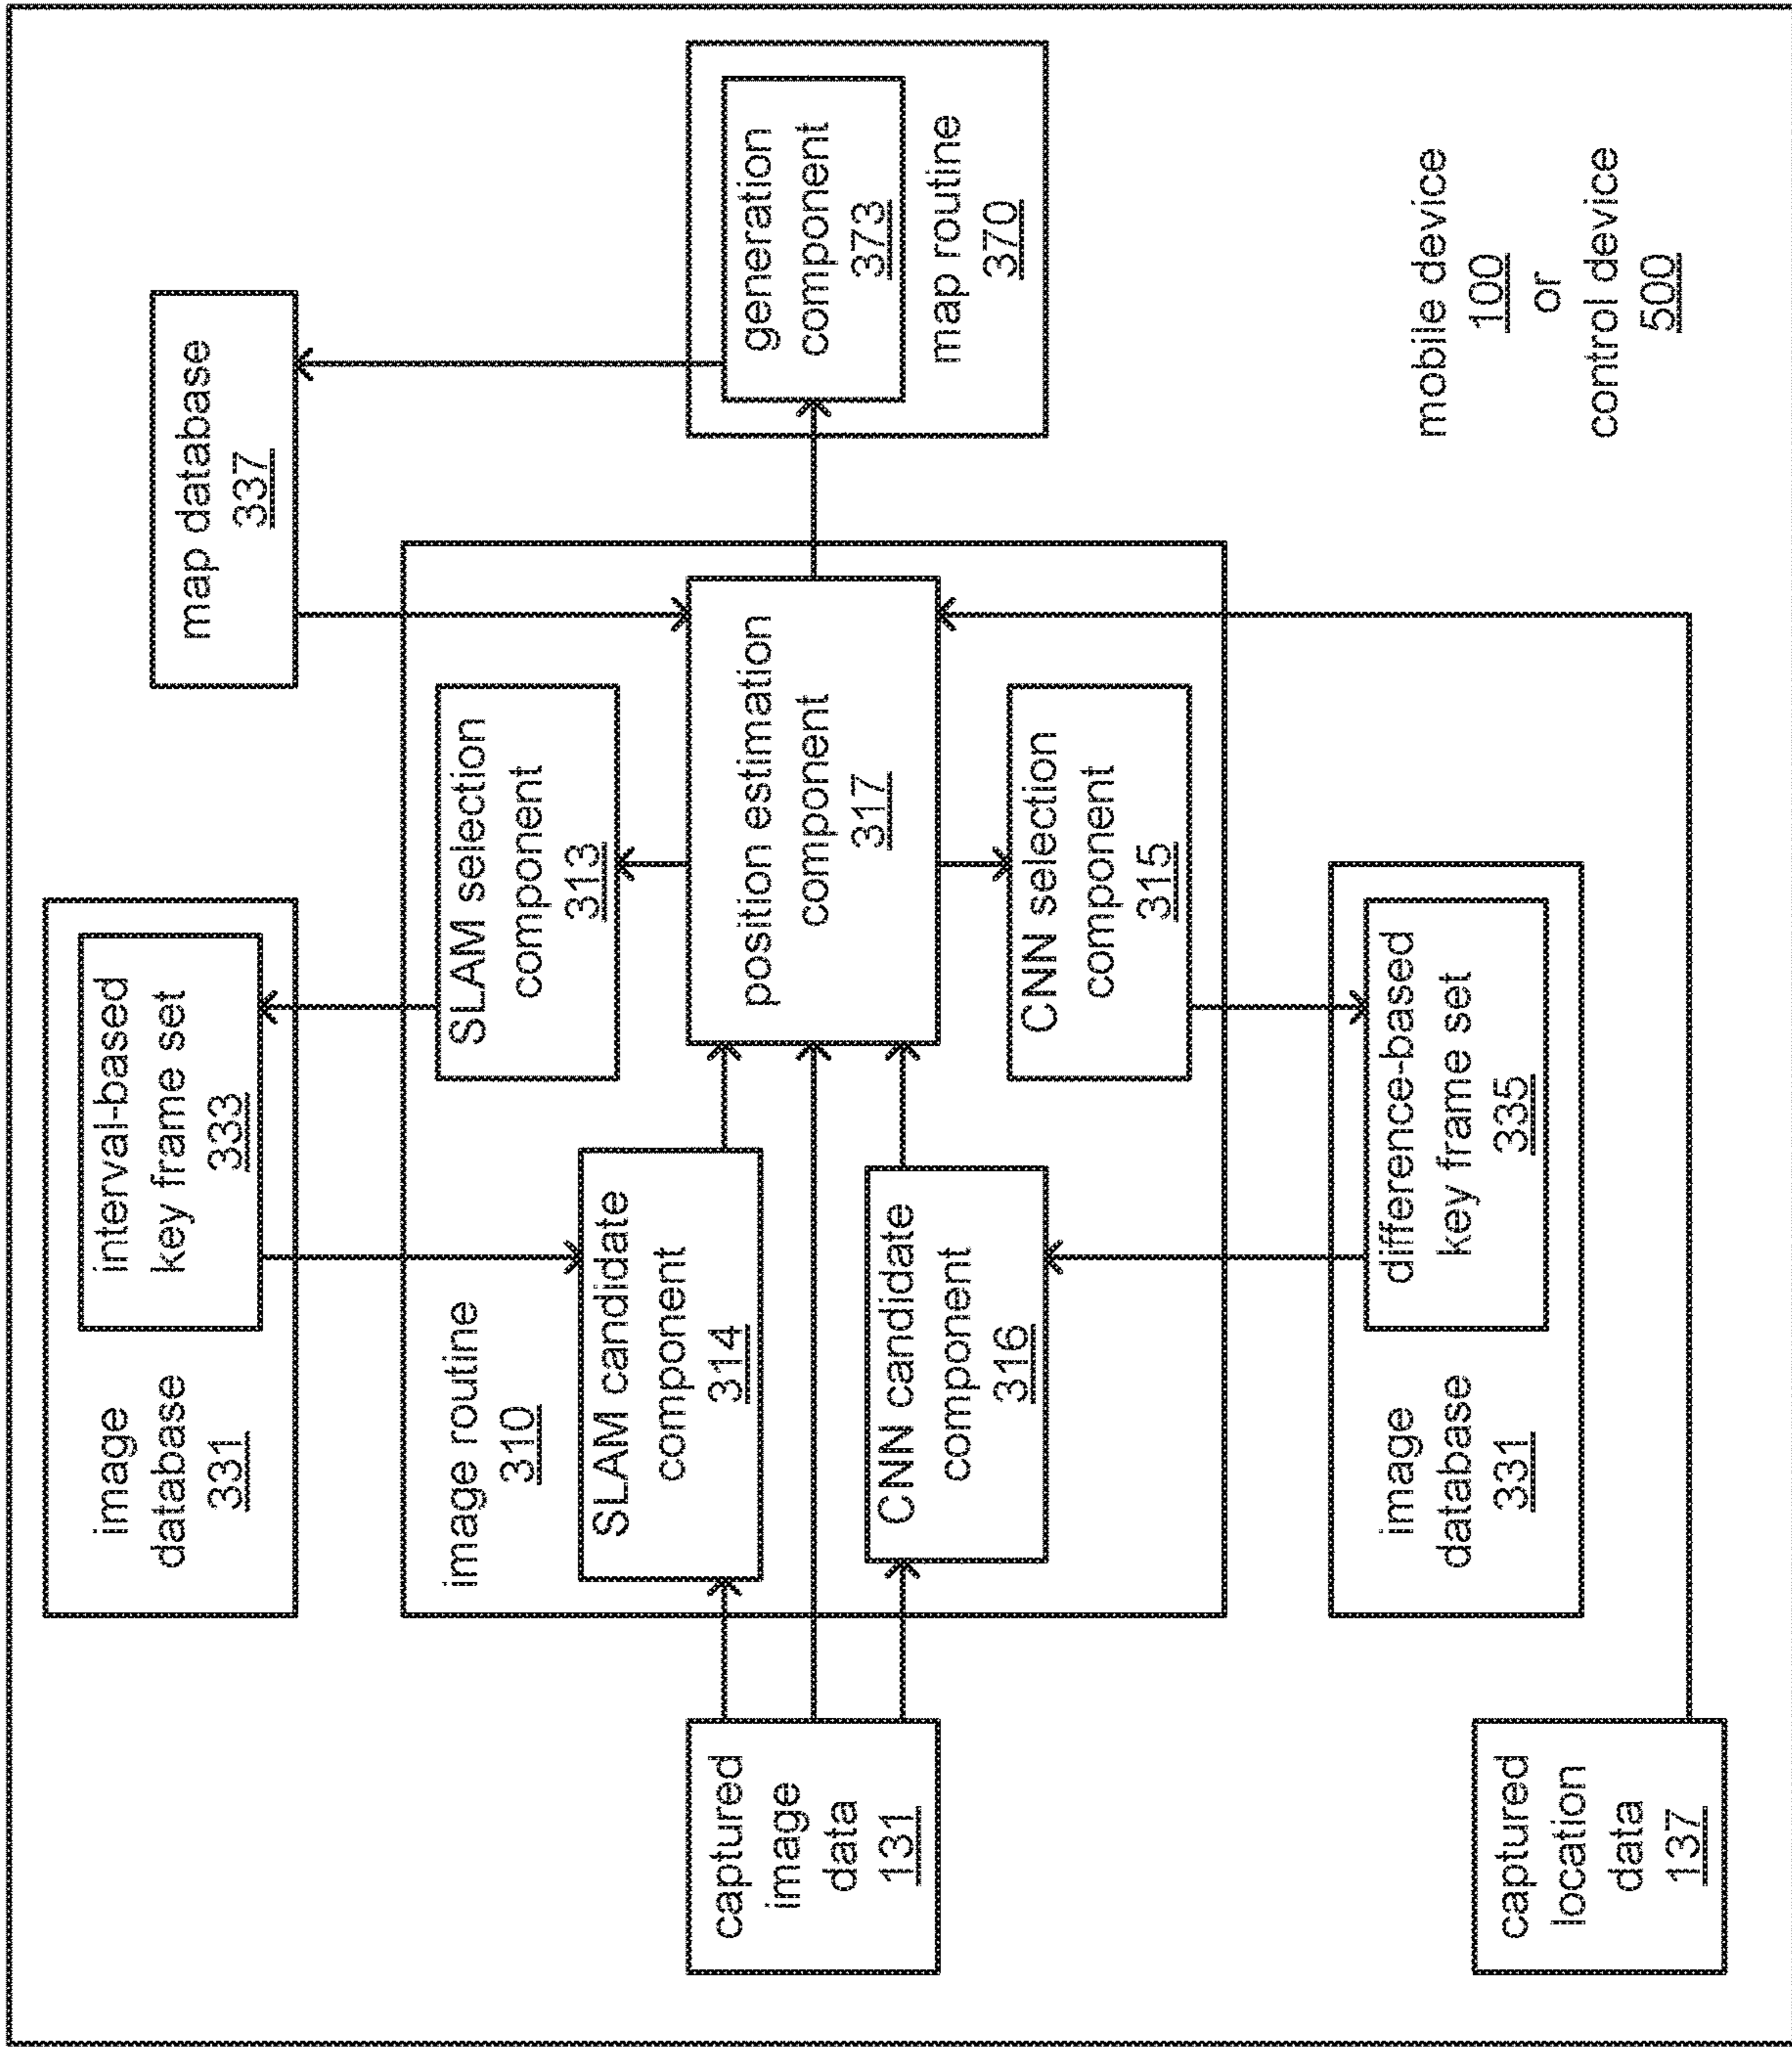 image
database
331
interval-based
key frame set
333
map database
337
image routine
310
SLAM candidate
component
314
SLAM selection
component
313
captured
image
data
131
position estimation
component
317
generation
component
373
map routine
370
CNN candidate
component
316
CNN selection
component
315
image
database
331
difference-based
key frame set
335
captured
location
data
137
mobile device
100
or
control device
500